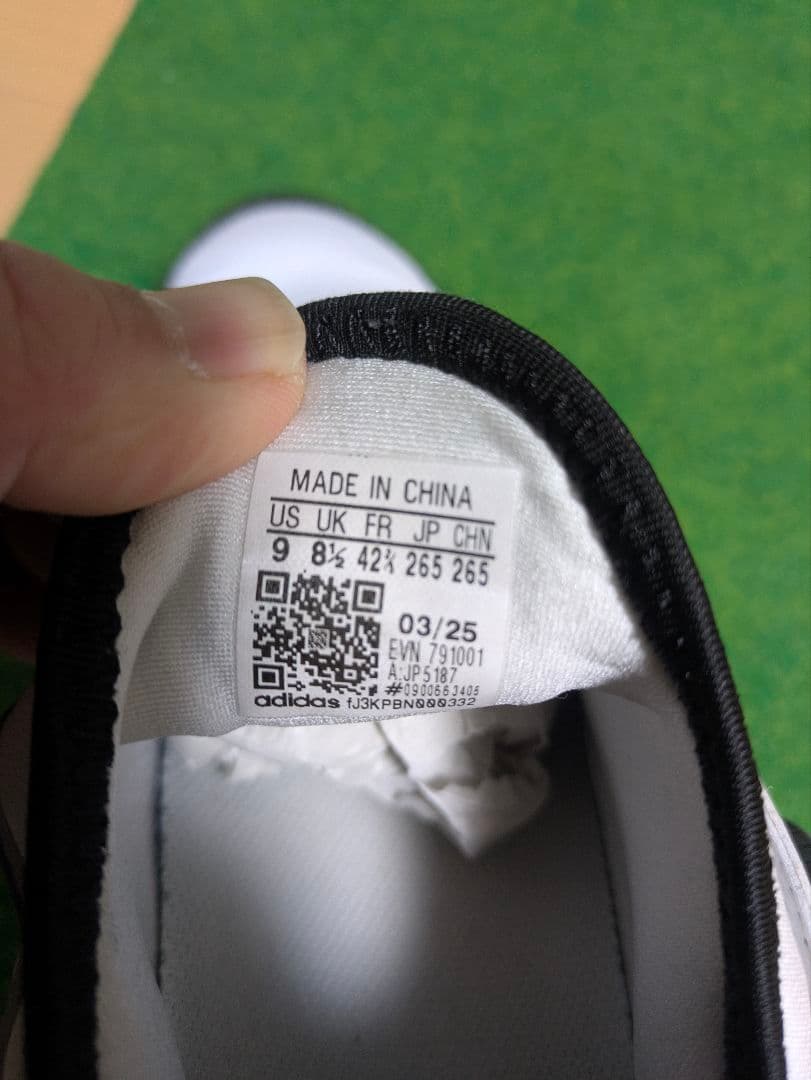 MADE IN CHINA
US UK FR JP CHN
9 8½ 42⅔ 265 265
03/25
EVN 791001
A:JP5187
#0900663406
adidas fJ3KPBN000332